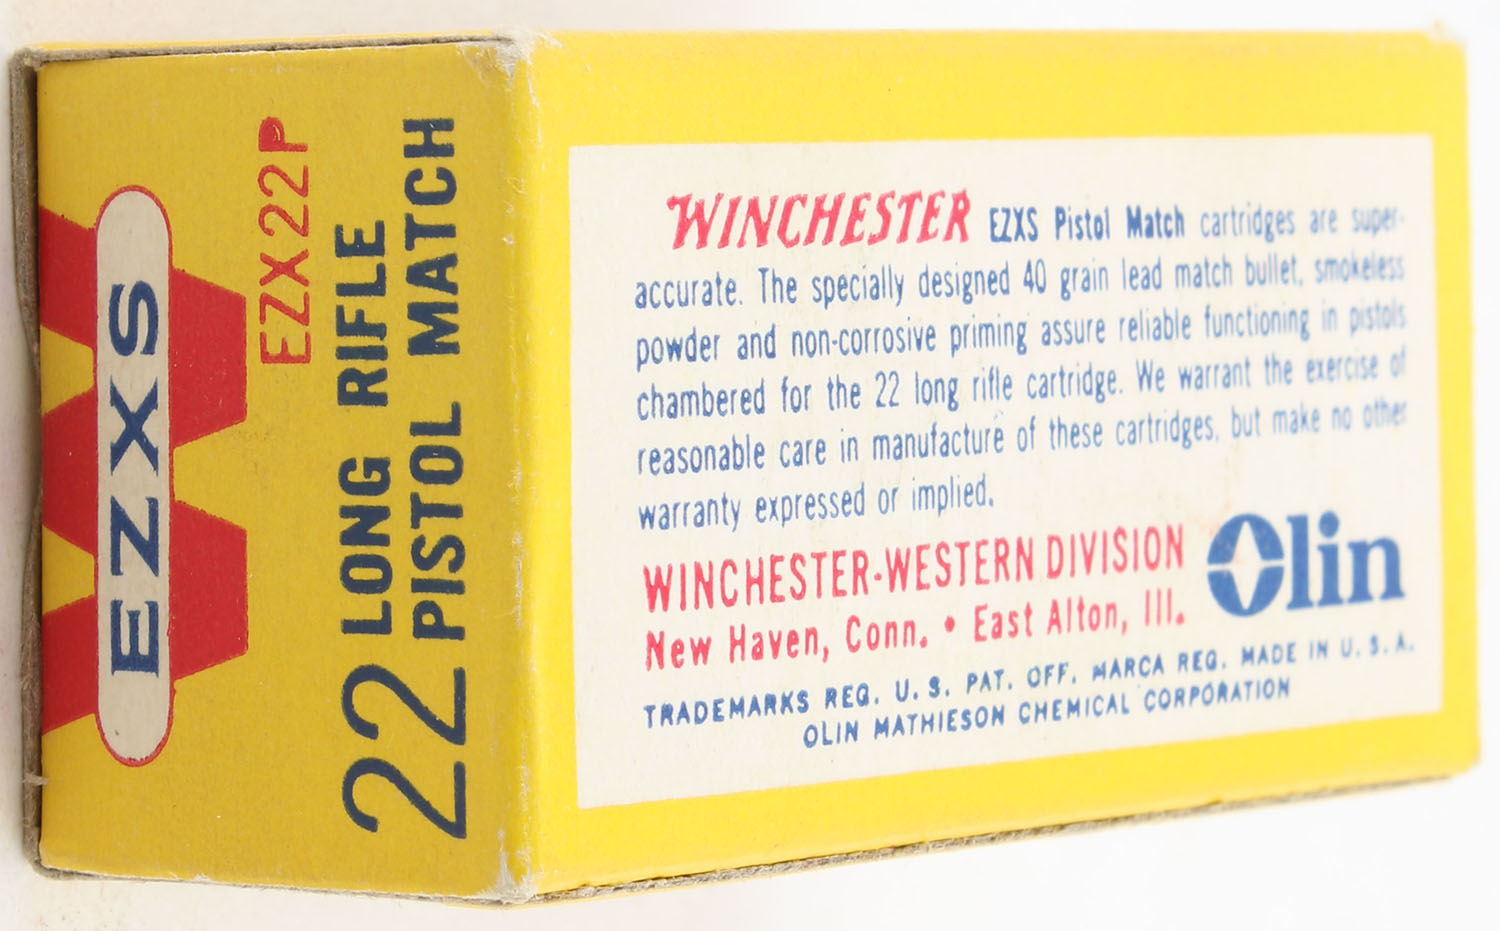 EZXS
EZX22P
22 LONG RIFLE
PISTOL MATCH
WINCHESTER EZXS Pistol Match cartridges are super-
accurate. The specially designed 40 grain lead match bullet, smokeless
powder and non-corrosive priming assure reliable functioning in pistols
chambered for the 22 long rifle cartridge. We warrant the exercise of
reasonable care in manufacture of these cartridges, but make no other
warranty expressed or implied.
WINCHESTER-WESTERN DIVISION
New Haven, Conn. • East Alton, Ill.
Olin
TRADEMARKS REG. U. S. PAT. OFF. MARCA REG. MADE IN U. S. A.
OLIN MATHIESON CHEMICAL CORPORATION